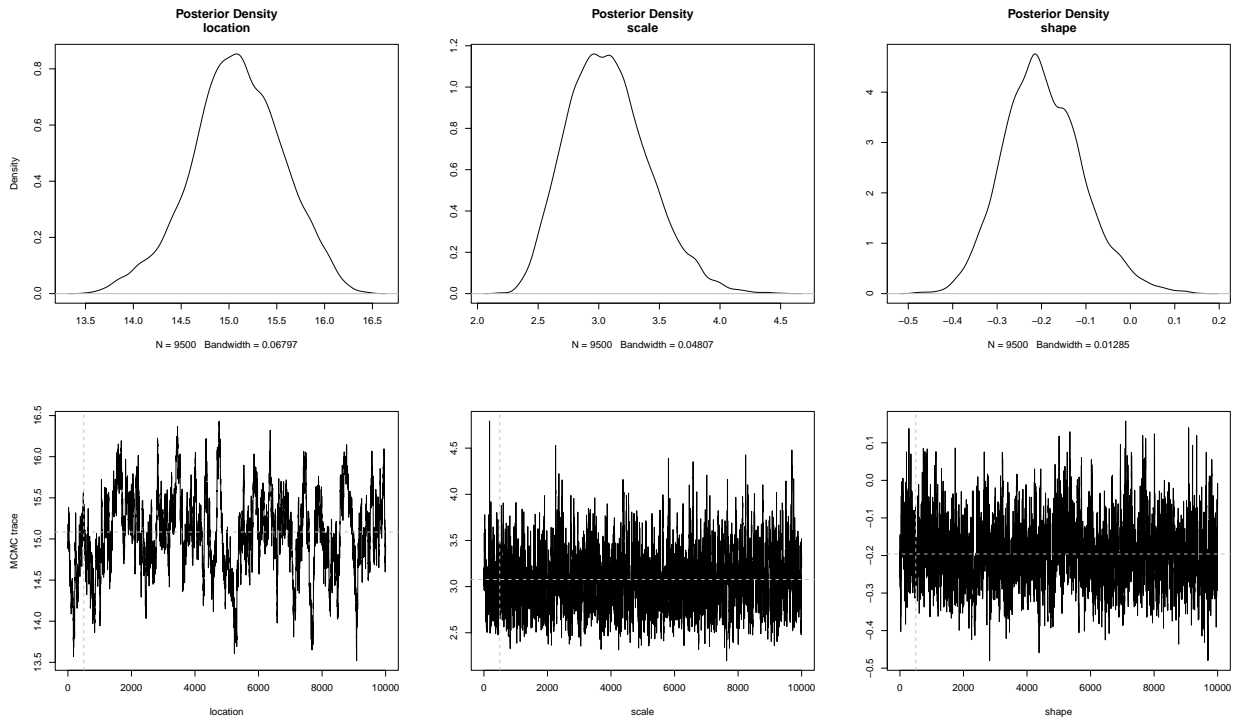 Posterior Density
location
Density
0.0 0.2 0.4 0.6 0.8
13.5 14.0 14.5 15.0 15.5 16.0 16.5
N = 9500 Bandwidth = 0.06797
Posterior Density
scale
0.0 0.2 0.4 0.6 0.8 1.0 1.2
2.0 2.5 3.0 3.5 4.0 4.5
N = 9500 Bandwidth = 0.04807
Posterior Density
shape
0 1 2 3 4
−0.5 −0.4 −0.3 −0.2 −0.1 0.0 0.1 0.2
N = 9500 Bandwidth = 0.01285
MCMC trace
13.5 14.0 14.5 15.0 15.5 16.0 16.5
0 2000 4000 6000 8000 10000
location
2.5 3.0 3.5 4.0 4.5
0 2000 4000 6000 8000 10000
scale
−0.5 −0.4 −0.3 −0.2 −0.1 0.0 0.1
0 2000 4000 6000 8000 10000
shape